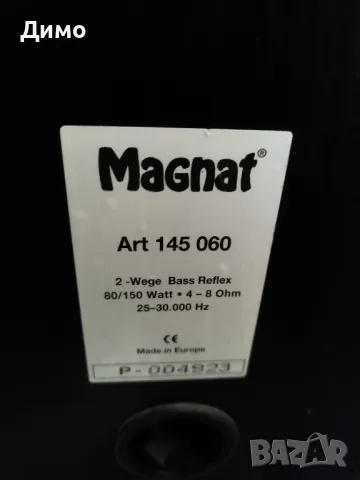 Димо
Magnat®
Art 145 060
2 -Wege Bass Reflex
80/150 Watt • 4 – 8 Ohm
25–30.000 Hz
CE
Made in Europe
P-004923
BAZAR